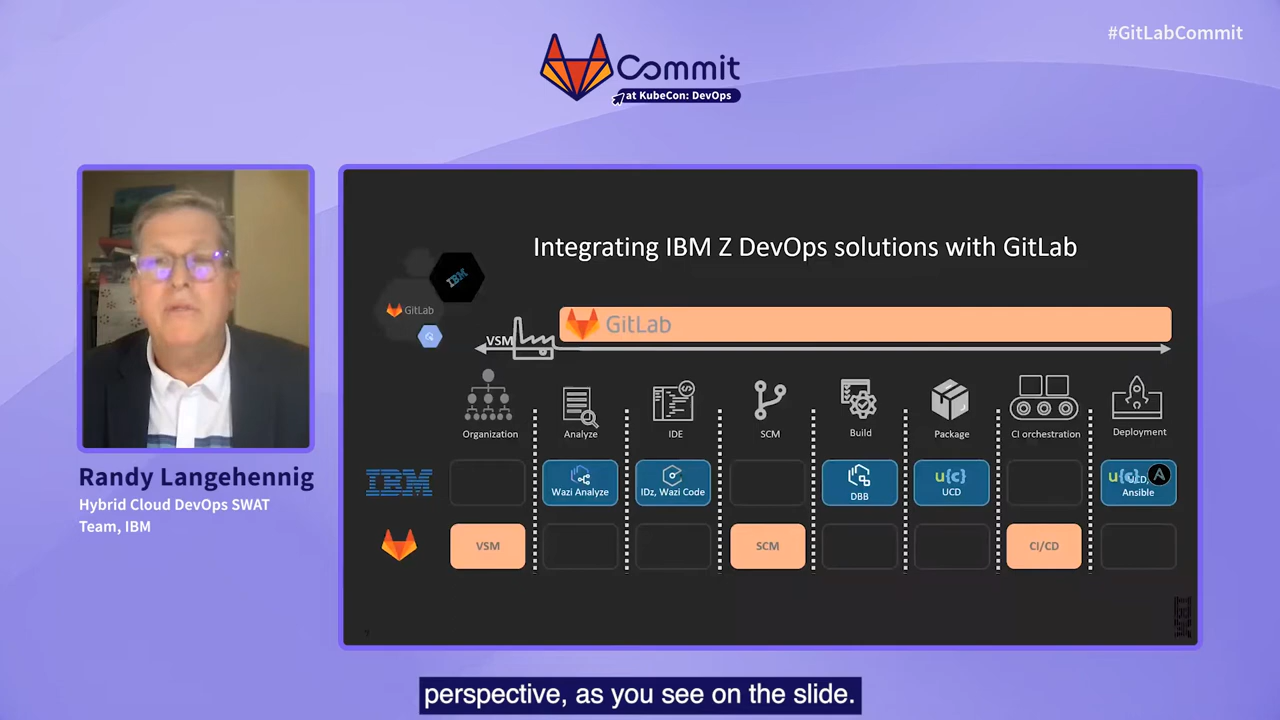 #GitLabCommit
Commit
at KubeCon: DevOps
Randy Langehennig
Hybrid Cloud DevOps SWAT
Team, IBM
Integrating IBM Z DevOps solutions with GitLab
IBM
GitLab
GitLab
VSM
Organization
Analyze
IDE
SCM
Build
Package
CI orchestration
Deployment
IBM
Wazi Analyze
IDz, Wazi Code
DBB
u{c}
UCD
u{c}
Ansible
VSM
SCM
CI/CD
IBM
perspective, as you see on the slide.